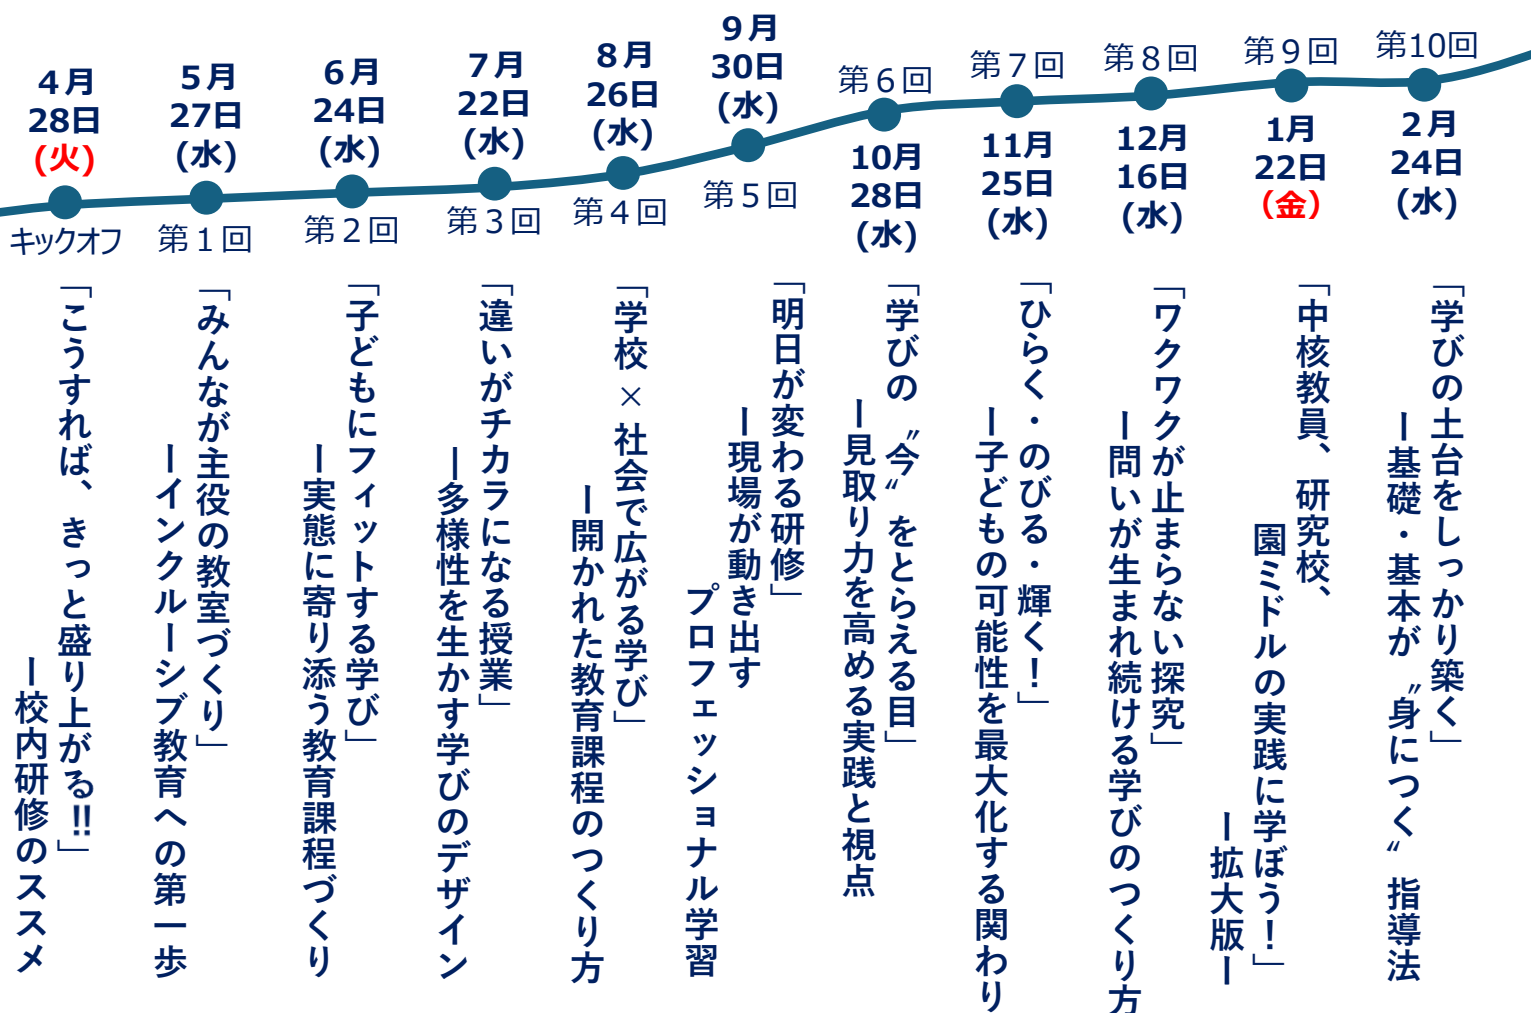 4月
28日
(火)
キックオフ
「こうすれば、きっと盛り上がる!!」
ー校内研修のススメ
5月
27日
(水)
第1回
「みんなが主役の教室づくり」
ーインクルーシブ教育への第一歩
6月
24日
(水)
第2回
「子どもにフィットする学び」
ー実態に寄り添う教育課程づくり
7月
22日
(水)
第3回
「違いがチカラになる授業」
ー多様性を生かす学びのデザイン
8月
26日
(水)
第4回
「学校×社会で広がる学び」
ー開かれた教育課程のつくり方
9月
30日
(水)
第5回
「明日が変わる研修」
ー現場が動き出す
プロフェッショナル学習
第6回
10月
28日
(水)
「学びの〝今〟をとらえる目」
ー見取り力を高める実践と視点
第7回
11月
25日
(水)
「ひらく・のびる・輝く!」
ー子どもの可能性を最大化する関わり
第8回
12月
16日
(水)
「ワクワクが止まらない探究」
ー問いが生まれ続ける学びのつくり方
第9回
1月
22日
(金)
「中核教員、研究校、
園ミドルの実践に学ぼう!」
ー拡大版ー
第10回
2月
24日
(水)
「学びの土台をしっかり築く」
ー基礎・基本が〝身につく〟指導法